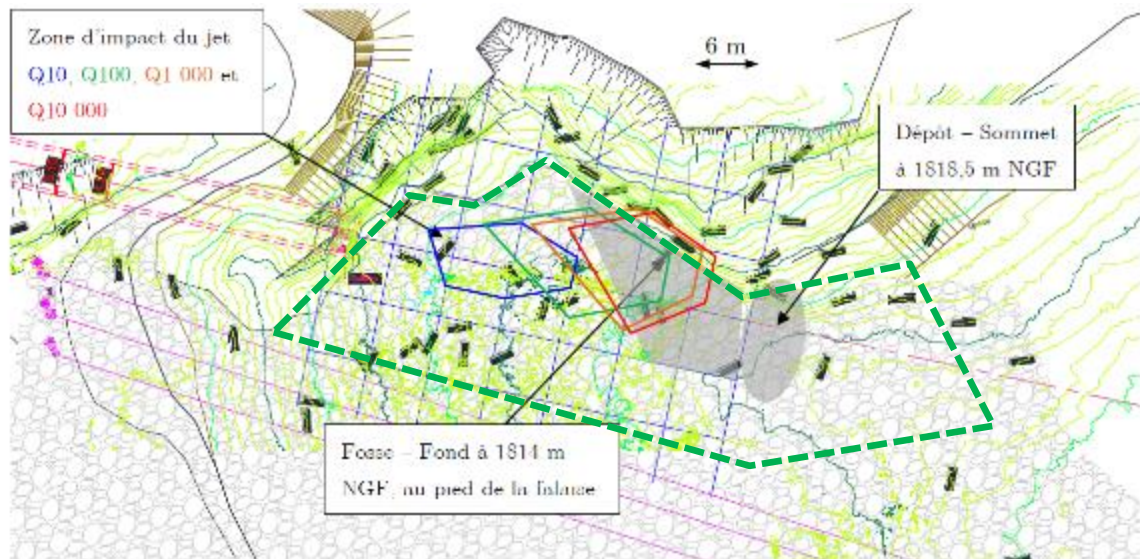 Zone d'impact du jet
Q10, Q100, Q1 000 et
Q10 000
6 m
Dépôt – Sommet
à 1818,5 m NGF
Fosse – Fond à 1814 m
NGF, au pied de la falaise